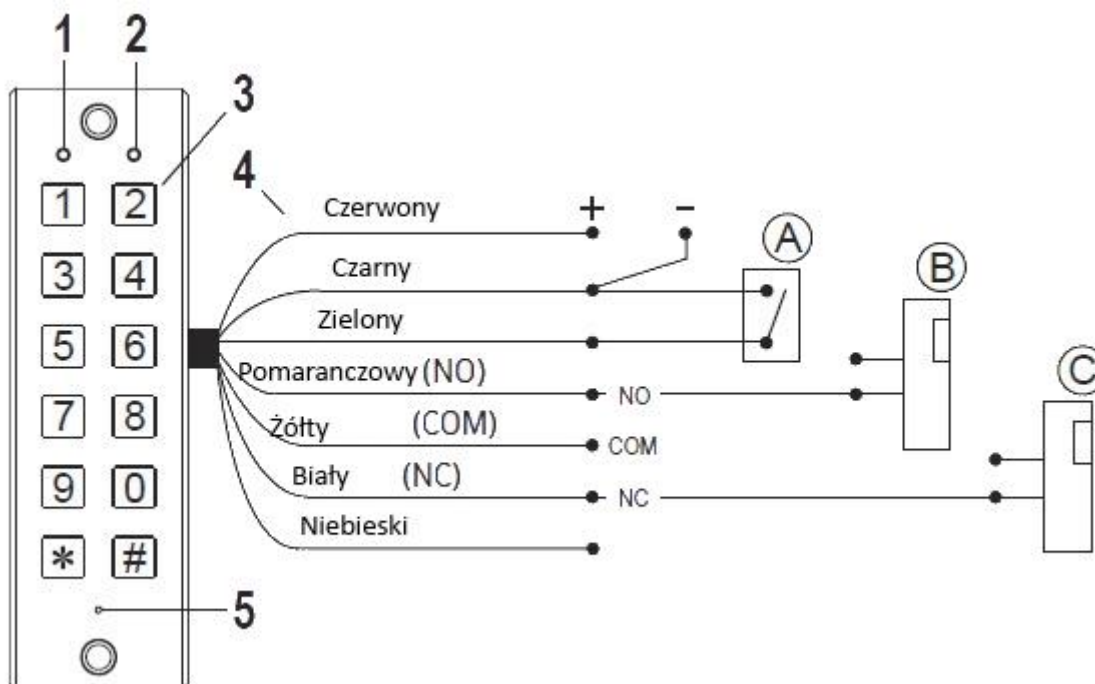 1 2
3
4
1 2
3 4
5 6
7 8
9 0
* #
5
Czerwony + -
Czarny A
Zielony B
Pomaranczowy (NO) NO C
Żółty (COM) COM
Biały (NC) NC
Niebieski